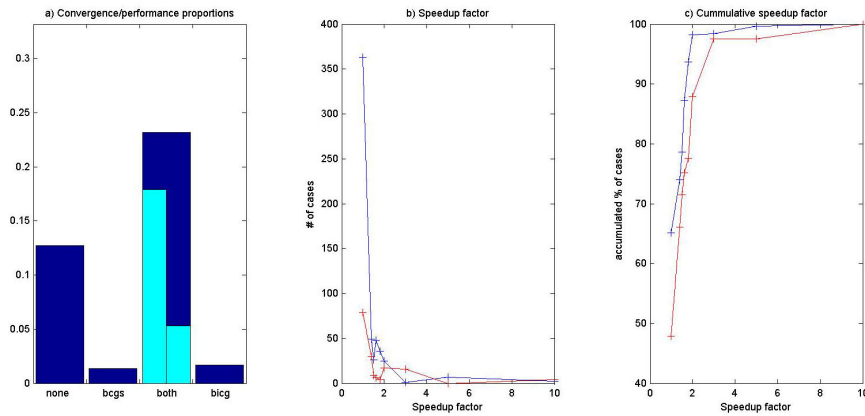 a) Convergence/performance proportions
0.3
0.25
0.2
0.15
0.1
0.05
0
none bcgs both bicg
b) Speedup factor
400
350
300
250
200
150
100
50
0
0 2 4 6 8 10
# of cases
Speedup factor
c) Cummulative speedup factor
100
90
80
70
60
50
40
0 2 4 6 8 10
accumulated % of cases
Speedup factor